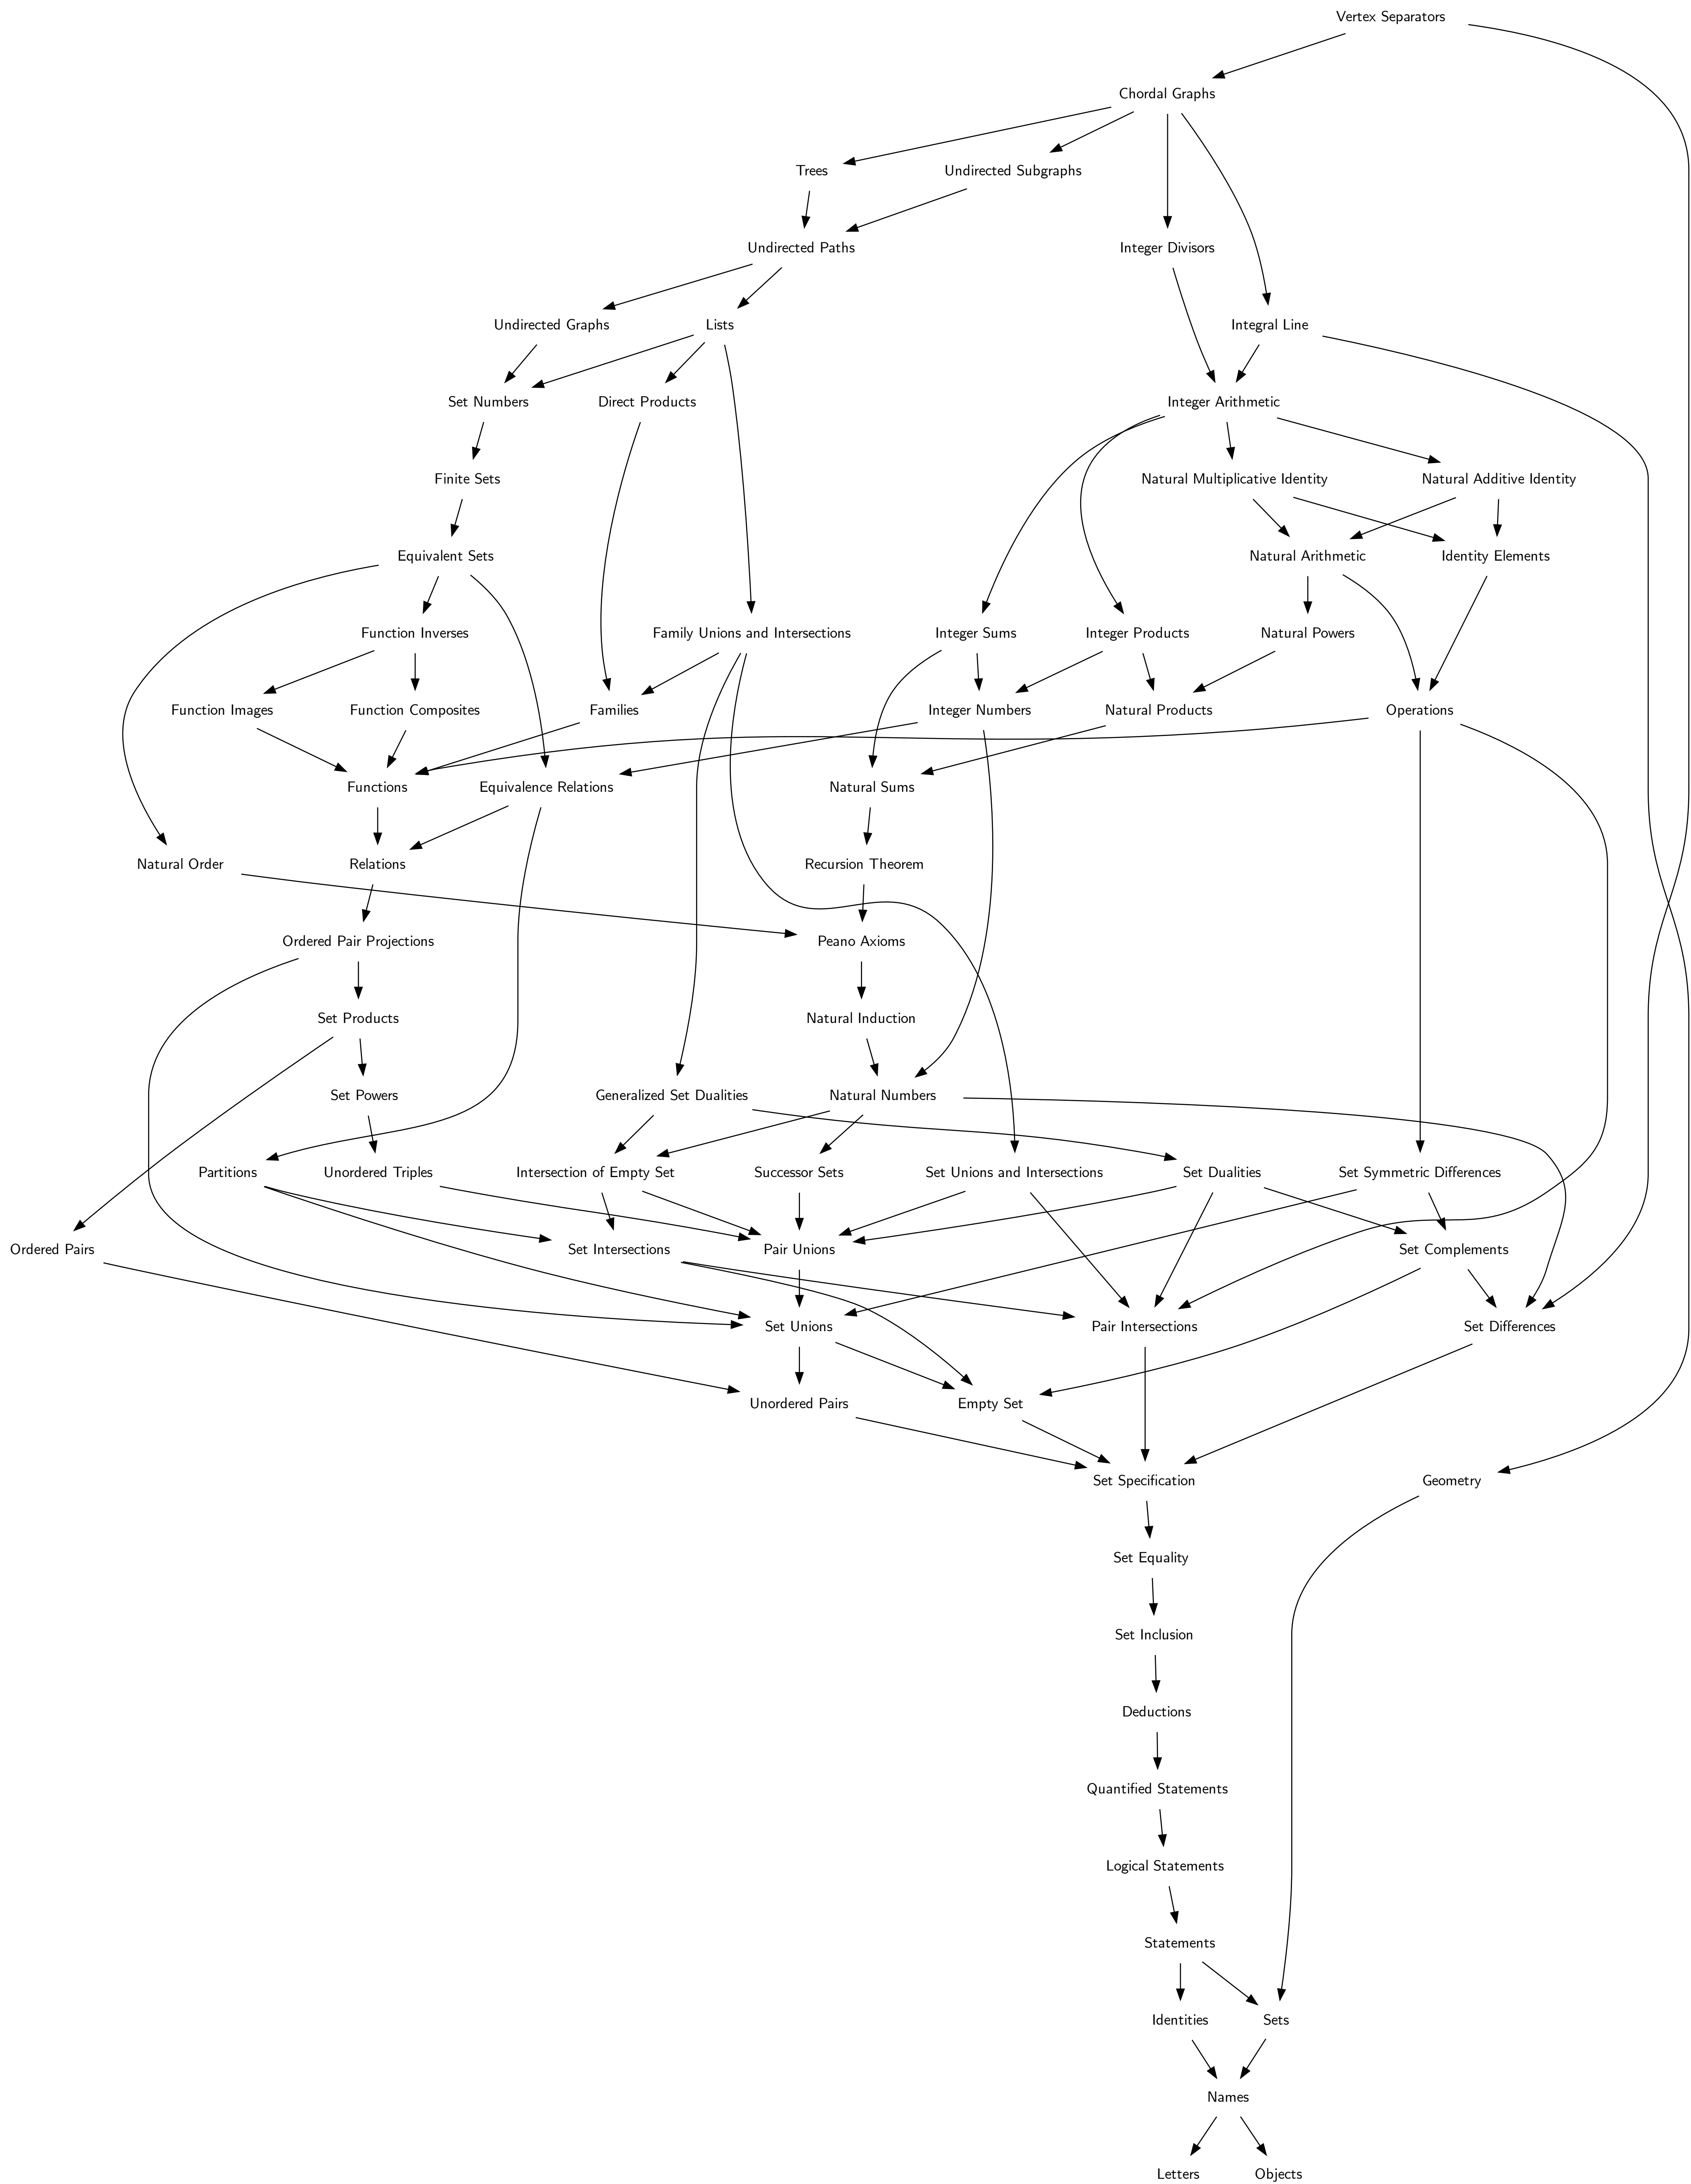 Vertex Separators
Chordal Graphs
Trees
Undirected Subgraphs
Undirected Paths
Integer Divisors
Undirected Graphs
Lists
Integral Line
Set Numbers
Direct Products
Integer Arithmetic
Finite Sets
Natural Multiplicative Identity
Natural Additive Identity
Equivalent Sets
Natural Arithmetic
Identity Elements
Function Inverses
Family Unions and Intersections
Integer Sums
Integer Products
Natural Powers
Function Images
Function Composites
Families
Integer Numbers
Natural Products
Operations
Functions
Equivalence Relations
Natural Sums
Natural Order
Relations
Recursion Theorem
Ordered Pair Projections
Peano Axioms
Set Products
Natural Induction
Set Powers
Generalized Set Dualities
Natural Numbers
Partitions
Unordered Triples
Intersection of Empty Set
Successor Sets
Set Unions and Intersections
Set Dualities
Set Symmetric Differences
Ordered Pairs
Set Intersections
Pair Unions
Set Complements
Set Unions
Pair Intersections
Set Differences
Unordered Pairs
Empty Set
Set Specification
Geometry
Set Equality
Set Inclusion
Deductions
Quantified Statements
Logical Statements
Statements
Identities
Sets
Names
Letters
Objects